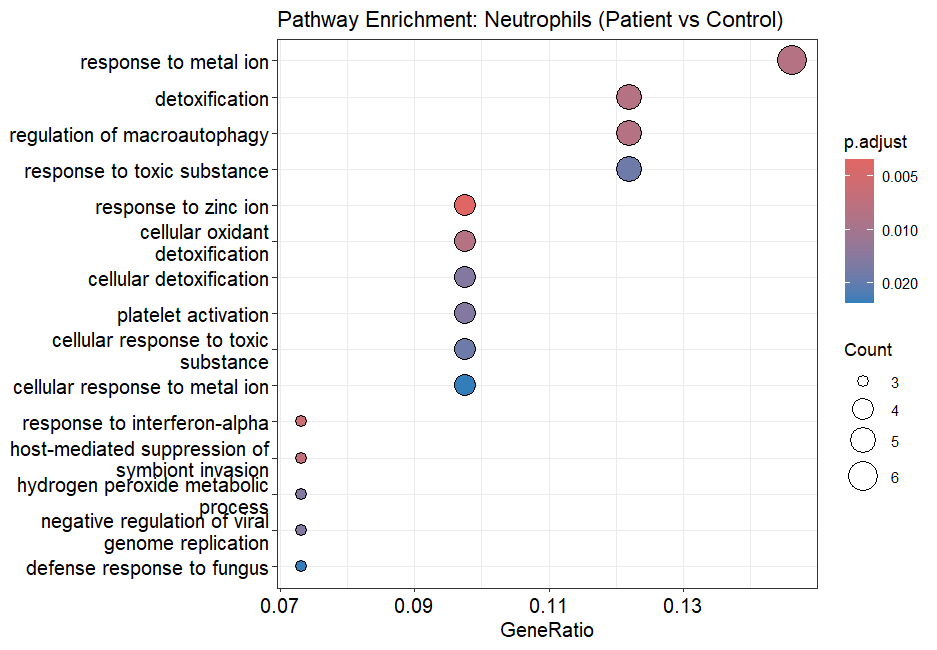 Pathway Enrichment: Neutrophils (Patient vs Control)
response to metal ion
detoxification
regulation of macroautophagy
response to toxic substance
response to zinc ion
cellular oxidant
detoxification
cellular detoxification
platelet activation
cellular response to toxic
substance
cellular response to metal ion
response to interferon-alpha
host-mediated suppression of
symbiont invasion
hydrogen peroxide metabolic
process
negative regulation of viral
genome replication
defense response to fungus
0.07 0.09 0.11 0.13
GeneRatio
p.adjust
0.005
0.010
0.020
Count
3
4
5
6